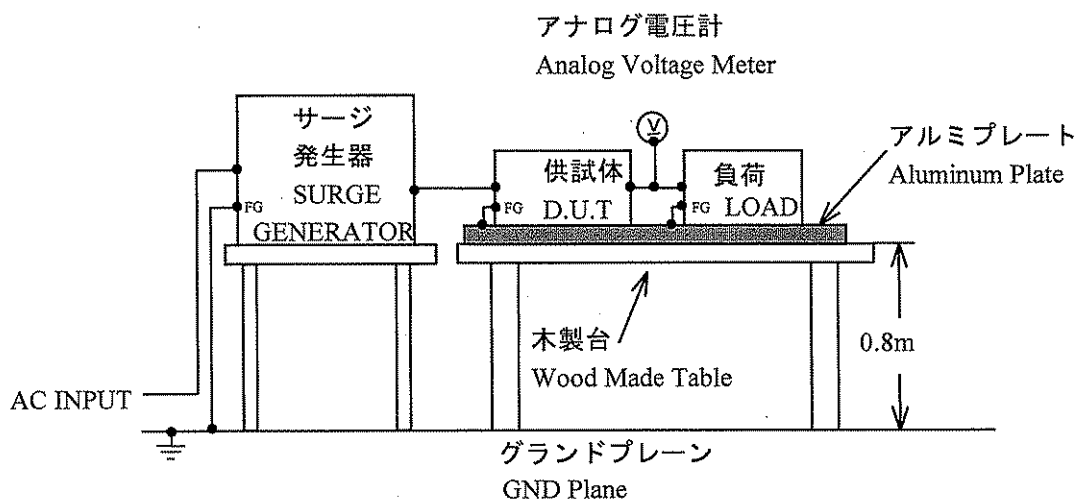 アナログ電圧計
Analog Voltage Meter
サージ
発生器
SURGE
GENERATOR
FG
供試体
D.U.T
FG
V
負荷
LOAD
FG
アルミプレート
Aluminum Plate
木製台
Wood Made Table
0.8m
AC INPUT
グランドプレーン
GND Plane